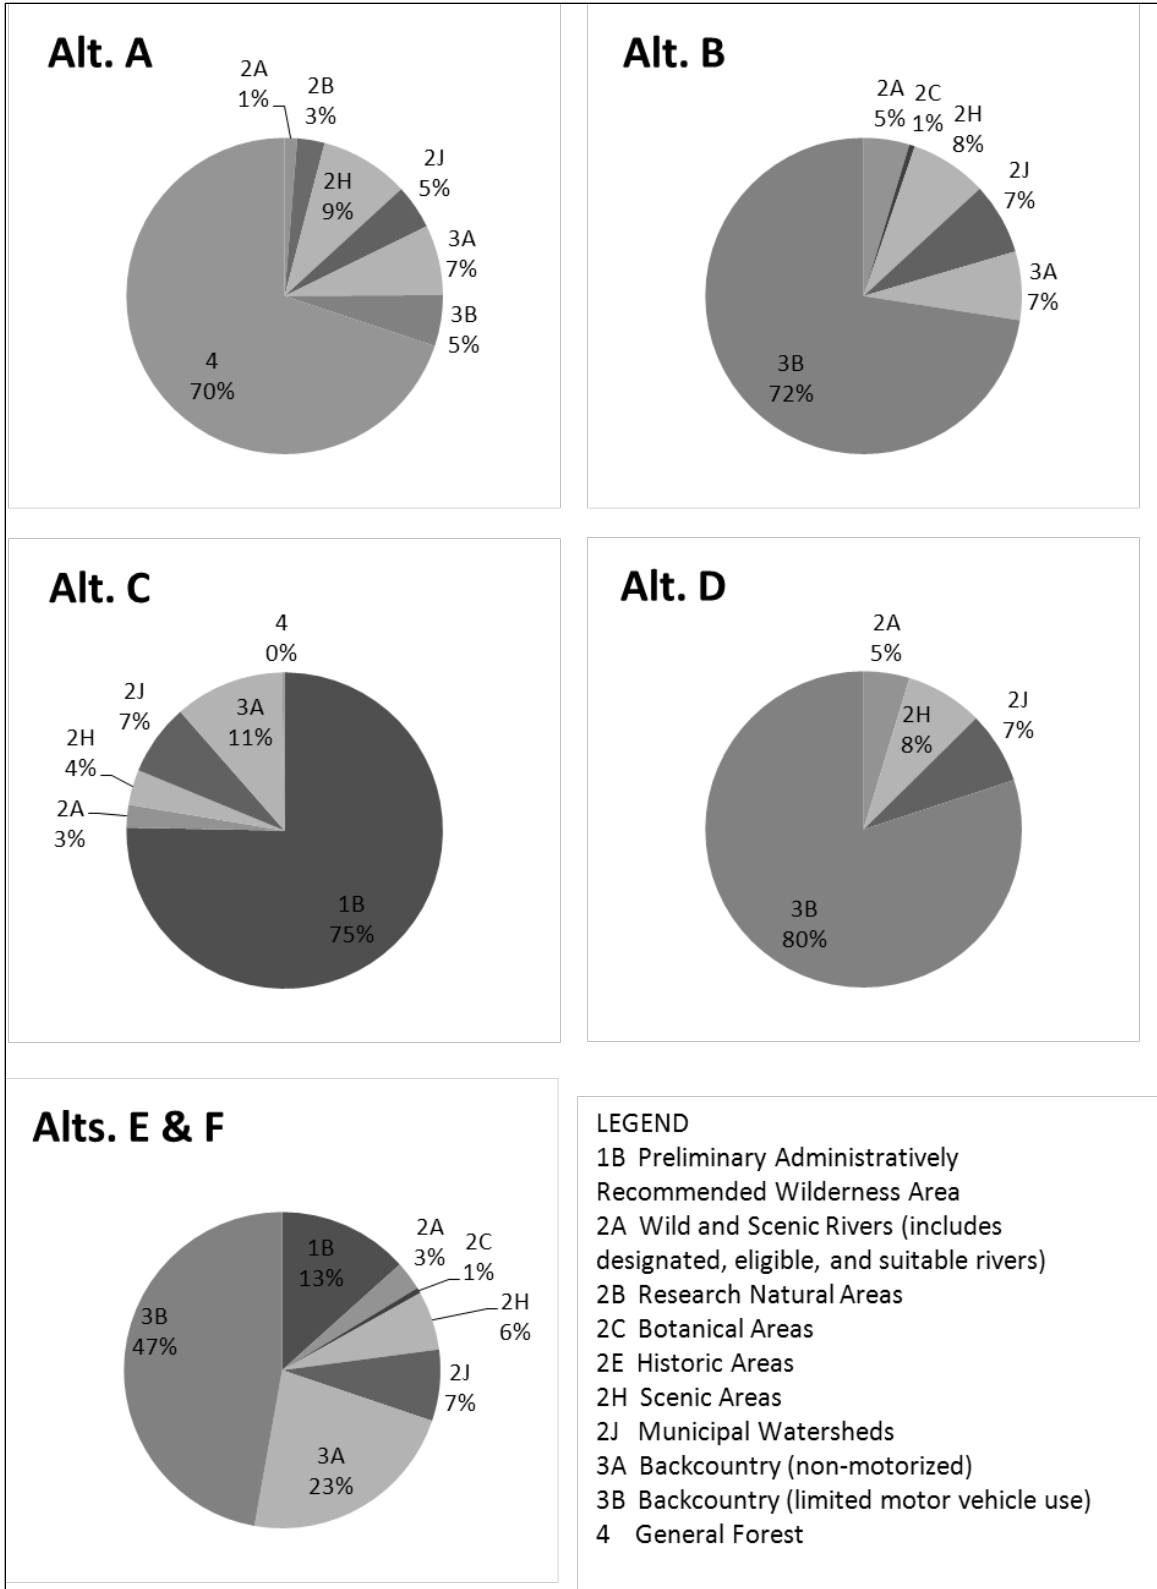 Alt. A
2A
1%
2B
3%
2H
9%
2J
5%
3A
7%
3B
5%
4
70%
Alt. B
2A
5%
2C
1%
2H
8%
2J
7%
3A
7%
3B
72%
Alt. C
4
0%
3A
11%
2J
7%
2H
4%
2A
3%
1B
75%
Alt. D
2A
5%
2H
8%
2J
7%
3B
80%
Alts. E & F
1B
13%
2A
3%
2C
1%
2H
6%
2J
7%
3A
23%
3B
47%
LEGEND
1B Preliminary Administratively
Recommended Wilderness Area
2A Wild and Scenic Rivers (includes
designated, eligible, and suitable rivers)
2B Research Natural Areas
2C Botanical Areas
2E Historic Areas
2H Scenic Areas
2J Municipal Watersheds
3A Backcountry (non-motorized)
3B Backcountry (limited motor vehicle use)
4 General Forest